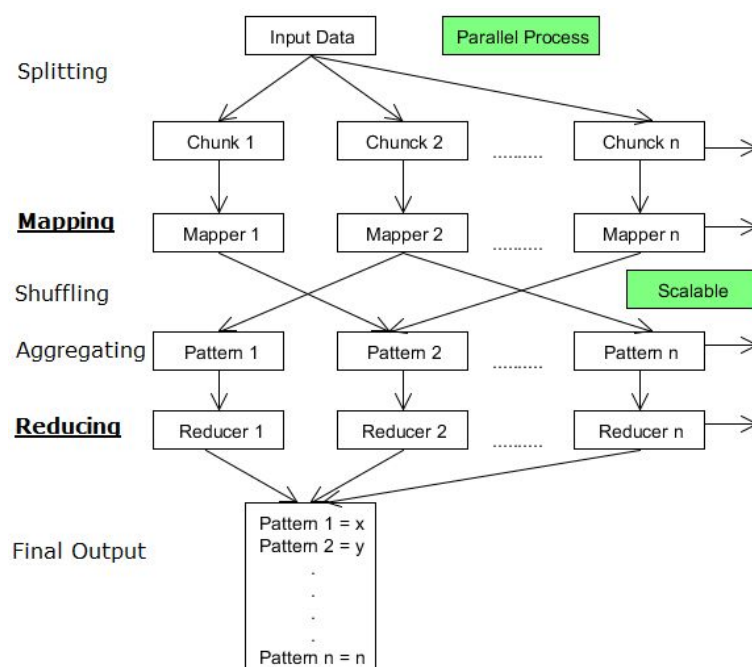 Input Data
Parallel Process
Splitting
Chunk 1
Chunck 2
..........
Chunck n
Mapping
Mapper 1
Mapper 2
..........
Mapper n
Shuffling
Scalable
Aggregating
Pattern 1
Pattern 2
..........
Pattern n
Reducing
Reducer 1
Reducer 2
..........
Reducer n
Final Output
Pattern 1 = x
Pattern 2 = y
.
.
.
.
Pattern n = n